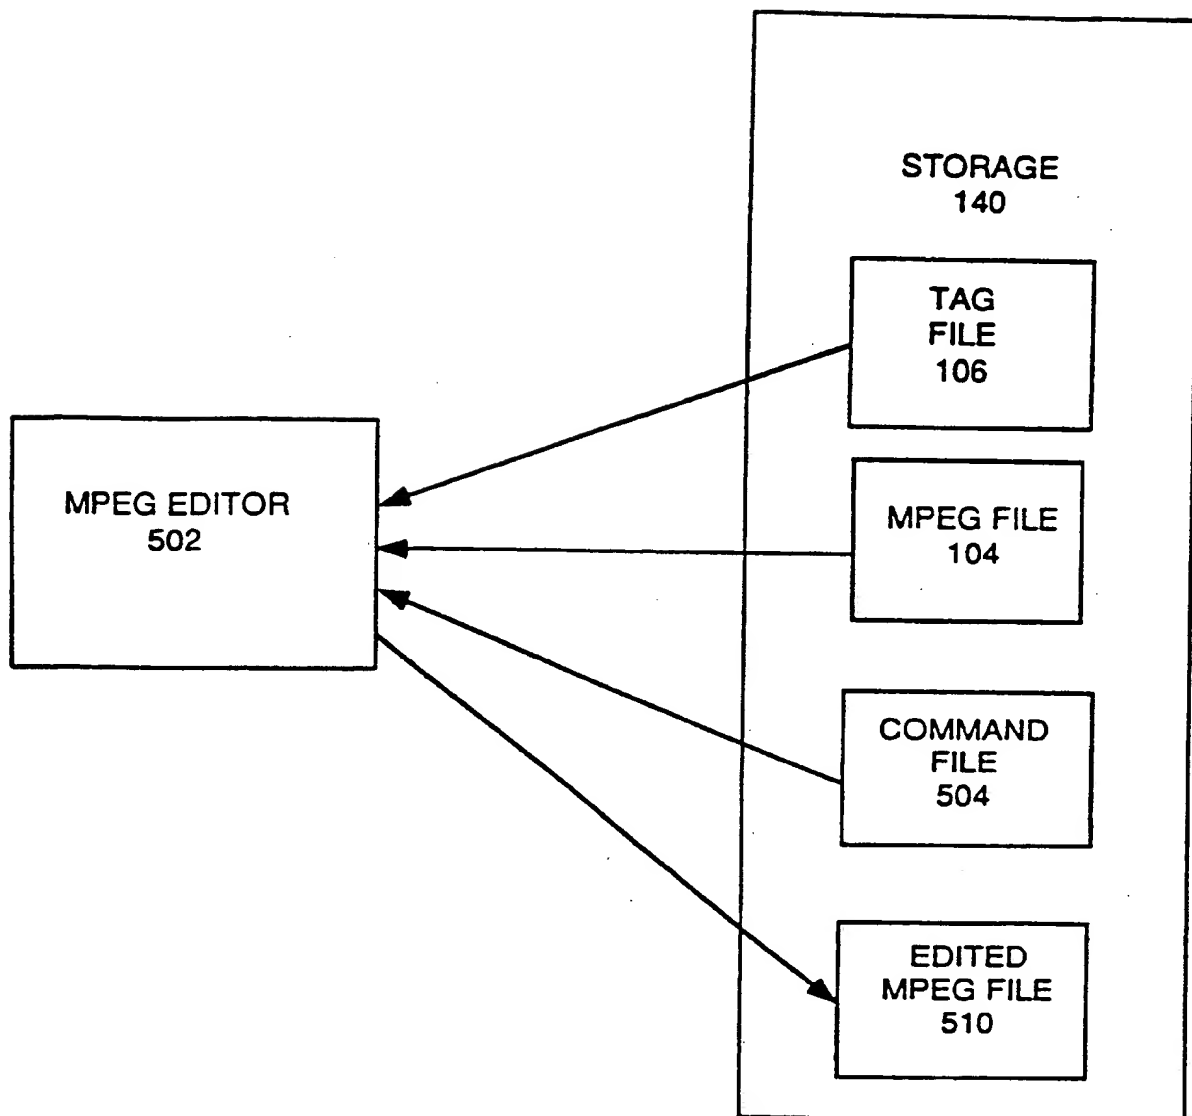 STORAGE
140
TAG
FILE
106
MPEG EDITOR
502
MPEG FILE
104
COMMAND
FILE
504
EDITED
MPEG FILE
510